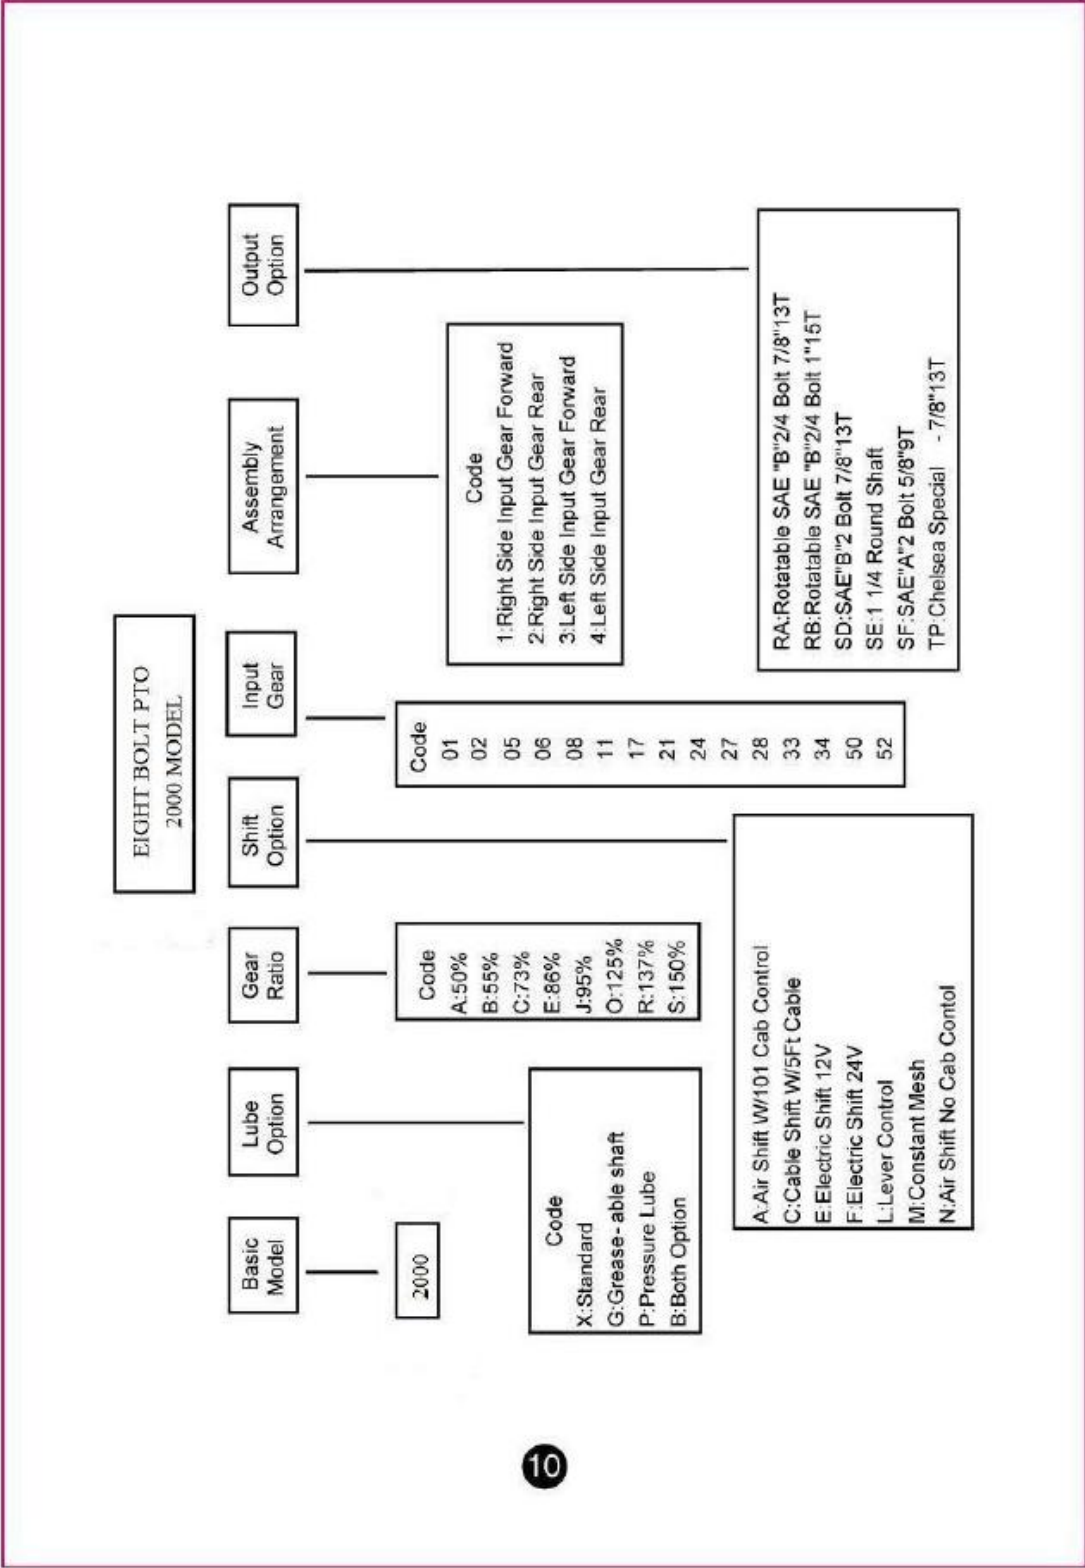 EIGHT BOLT PTO
2000 MODEL
Basic
Model
Lube
Option
Gear
Ratio
Shift
Option
Input
Gear
Assembly
Arrangement
Output
Option
2000
Code
X:Standard
G:Grease-able shaft
P:Pressure Lube
B:Both Option
Code
A:50%
B:55%
C:73%
E:86%
J:95%
O:125%
R:137%
S:150%
A:Air Shift W/101 Cab Control
C:Cable Shift W/5Ft Cable
E:Electric Shift 12V
F:Electric Shift 24V
L:Lever Control
M:Constant Mesh
N:Air Shift No Cab Contol
Code
01
02
05
06
08
11
17
21
24
27
28
33
34
50
52
Code
1:Right Side Input Gear Forward
2:Right Side Input Gear Rear
3:Left Side Input Gear Forward
4:Left Side Input Gear Rear
RA:Rotatable SAE "B"2/4 Bolt 7/8"13T
RB:Rotatable SAE "B"2/4 Bolt 1"15T
SD:SAE"B"2 Bolt 7/8"13T
SE:1 1/4 Round Shaft
SF:SAE"A"2 Bolt 5/8"9T
TP:Chelsea Special - 7/8"13T
10